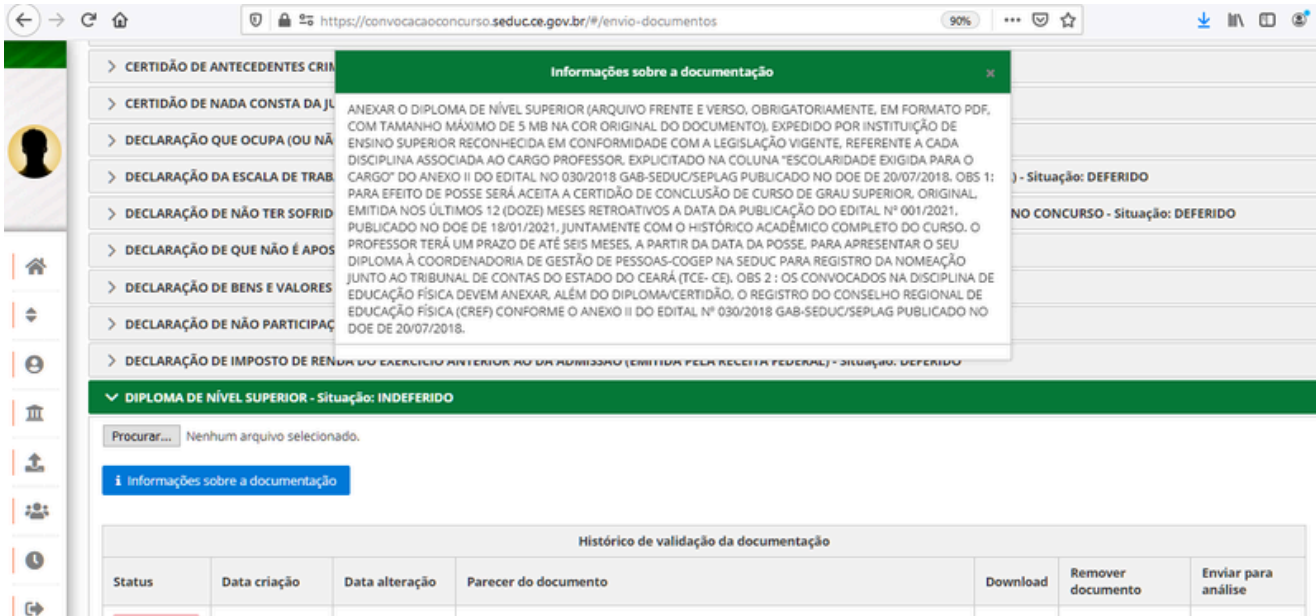 https://convocacaoconcurso.seduc.ce.gov.br/#/envio-documentos
90%
CERTIDÃO DE ANTECEDENTES CRIM
CERTIDÃO DE NADA CONSTA DA JU
DECLARAÇÃO QUE OCUPA (OU NÃ
DECLARAÇÃO DA ESCALA DE TRAB
) - Situação: DEFERIDO
DECLARAÇÃO DE NÃO TER SOFRID
NO CONCURSO - Situação: DEFERIDO
DECLARAÇÃO DE QUE NÃO É APOS
DECLARAÇÃO DE BENS E VALORES
DECLARAÇÃO DE NÃO PARTICIPAÇ
DECLARAÇÃO DE IMPOSTO DE RENDA DO EXERCÍCIO ANTERIOR AO DA ADMISSÃO (EMITIDA PELA RECEITA FEDERAL) - Situação: DEFERIDO
Informações sobre a documentação
ANEXAR O DIPLOMA DE NÍVEL SUPERIOR (ARQUIVO FRENTE E VERSO, OBRIGATORIAMENTE, EM FORMATO PDF,
COM TAMANHO MÁXIMO DE 5 MB NA COR ORIGINAL DO DOCUMENTO), EXPEDIDO POR INSTITUIÇÃO DE
ENSINO SUPERIOR RECONHECIDA EM CONFORMIDADE COM A LEGISLAÇÃO VIGENTE, REFERENTE A CADA
DISCIPLINA ASSOCIADA AO CARGO PROFESSOR, EXPLICITADO NA COLUNA "ESCOLARIDADE EXIGIDA PARA O
CARGO" DO ANEXO II DO EDITAL NO 030/2018 GAB-SEDUC/SEPLAG PUBLICADO NO DOE DE 20/07/2018. OBS 1:
PARA EFEITO DE POSSE SERÁ ACEITA A CERTIDÃO DE CONCLUSÃO DE CURSO DE GRAU SUPERIOR, ORIGINAL,
EMITIDA NOS ÚLTIMOS 12 (DOZE) MESES RETROATIVOS A DATA DA PUBLICAÇÃO DO EDITAL Nº 001/2021,
PUBLICADO NO DOE DE 18/01/2021, JUNTAMENTE COM O HISTÓRICO ACADÊMICO COMPLETO DO CURSO. O
PROFESSOR TERÁ UM PRAZO DE ATÉ SEIS MESES, A PARTIR DA DATA DA POSSE, PARA APRESENTAR O SEU
DIPLOMA À COORDENADORIA DE GESTÃO DE PESSOAS-COGEP NA SEDUC PARA REGISTRO DA NOMEAÇÃO
JUNTO AO TRIBUNAL DE CONTAS DO ESTADO DO CEARÁ (TCE- CE), OBS 2 : OS CONVOCADOS NA DISCIPLINA DE
EDUCAÇÃO FÍSICA DEVEM ANEXAR, ALÉM DO DIPLOMA/CERTIDÃO, O REGISTRO DO CONSELHO REGIONAL DE
EDUCAÇÃO FÍSICA (CREF) CONFORME O ANEXO II DO EDITAL Nº 030/2018 GAB-SEDUC/SEPLAG PUBLICADO NO
DOE DE 20/07/2018.
DIPLOMA DE NÍVEL SUPERIOR - Situação: INDEFERIDO
Procurar... Nenhum arquivo selecionado.
Informações sobre a documentação
Histórico de validação da documentação
Status Data criação Data alteração Parecer do documento Download Remover documento Enviar para análise